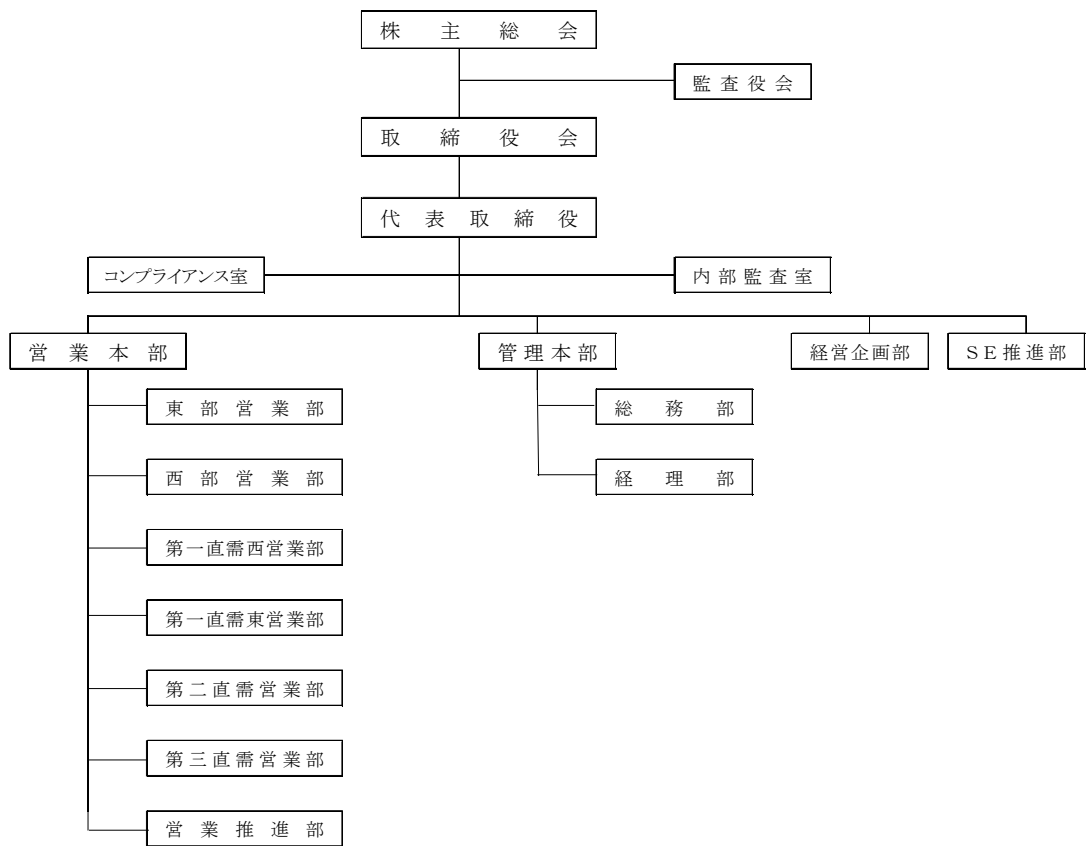 株主総会
監査役会
取締役会
代表取締役
コンプライアンス室
内部監査室
営業本部
管理本部
経営企画部
SE推進部
東部営業部
総務部
西部営業部
経理部
第一直需西営業部
第一直需東営業部
第二直需営業部
第三直需営業部
営業推進部